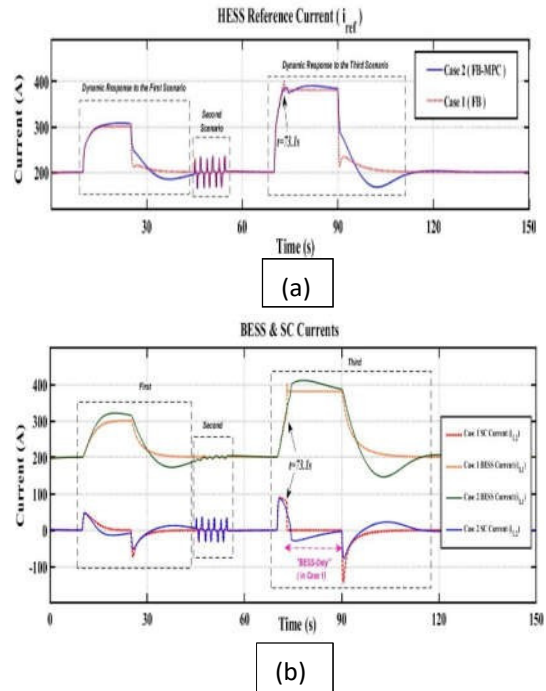 HESS Reference Current ( i_ref )
Dynamic Response to the First Scenario
Dynamic Response to the Third Scenario
Case 2 ( FB-MPC )
Case 1 ( FB )
Second
Scenario
t=73.1s
Current (A)
400
300
200
30
60
90
120
150
Time (s)
(a)
BESS & SC Currents
First
Second
Third
Case 1 SC Current
Case 1 BESS Current
Case 2 BESS Current
Case 2 SC Current
t=73.1s
"BESS-Only"
( in Case 1)
Current (A)
400
300
200
100
0
-100
0
30
60
90
120
150
Time (s)
(b)